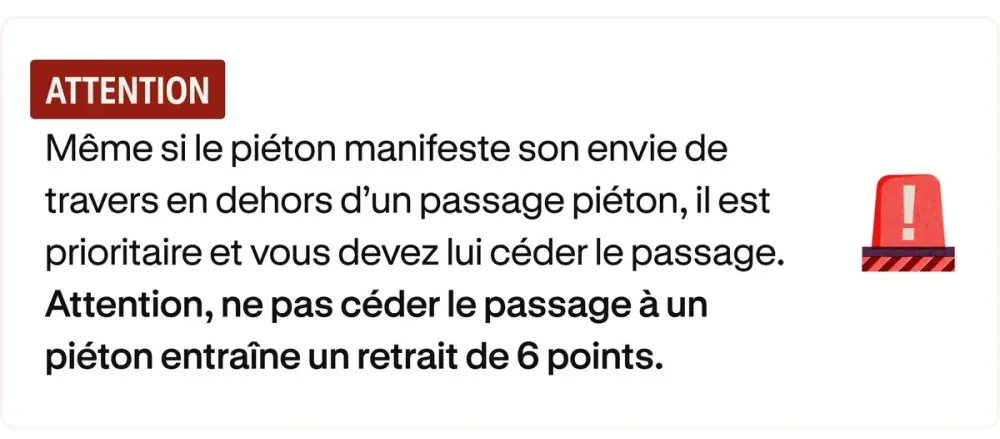 ATTENTION
Même si le piéton manifeste son envie de
travers en dehors d’un passage piéton, il est
prioritaire et vous devez lui céder le passage.
Attention, ne pas céder le passage à un
piéton entraîne un retrait de 6 points.
!